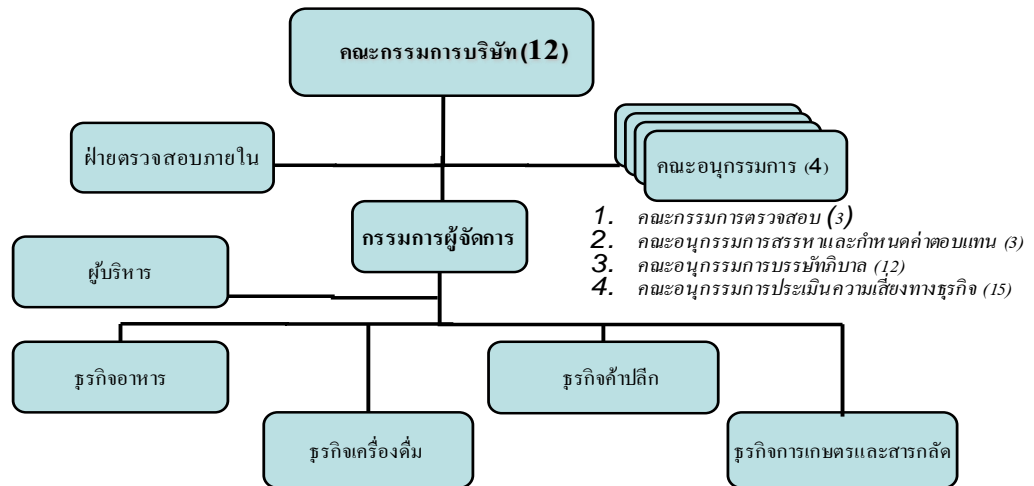 คณะกรรมการบริษัท (12)
ฝ่ายตรวจสอบภายใน
คณะอนุกรรมการ (4)
กรรมการผู้จัดการ
1. คณะกรรมการตรวจสอบ (3)
2. คณะอนุกรรมการสรรหาและกำหนดค่าตอบแทน (3)
3. คณะอนุกรรมการบรรษัทภิบาล (12)
4. คณะอนุกรรมการประเมินความเสี่ยงทางธุรกิจ (15)
ผู้บริหาร
ธุรกิจอาหาร
ธุรกิจค้าปลีก
ธุรกิจเครื่องดื่ม
ธุรกิจการเกษตรและสารกลัด